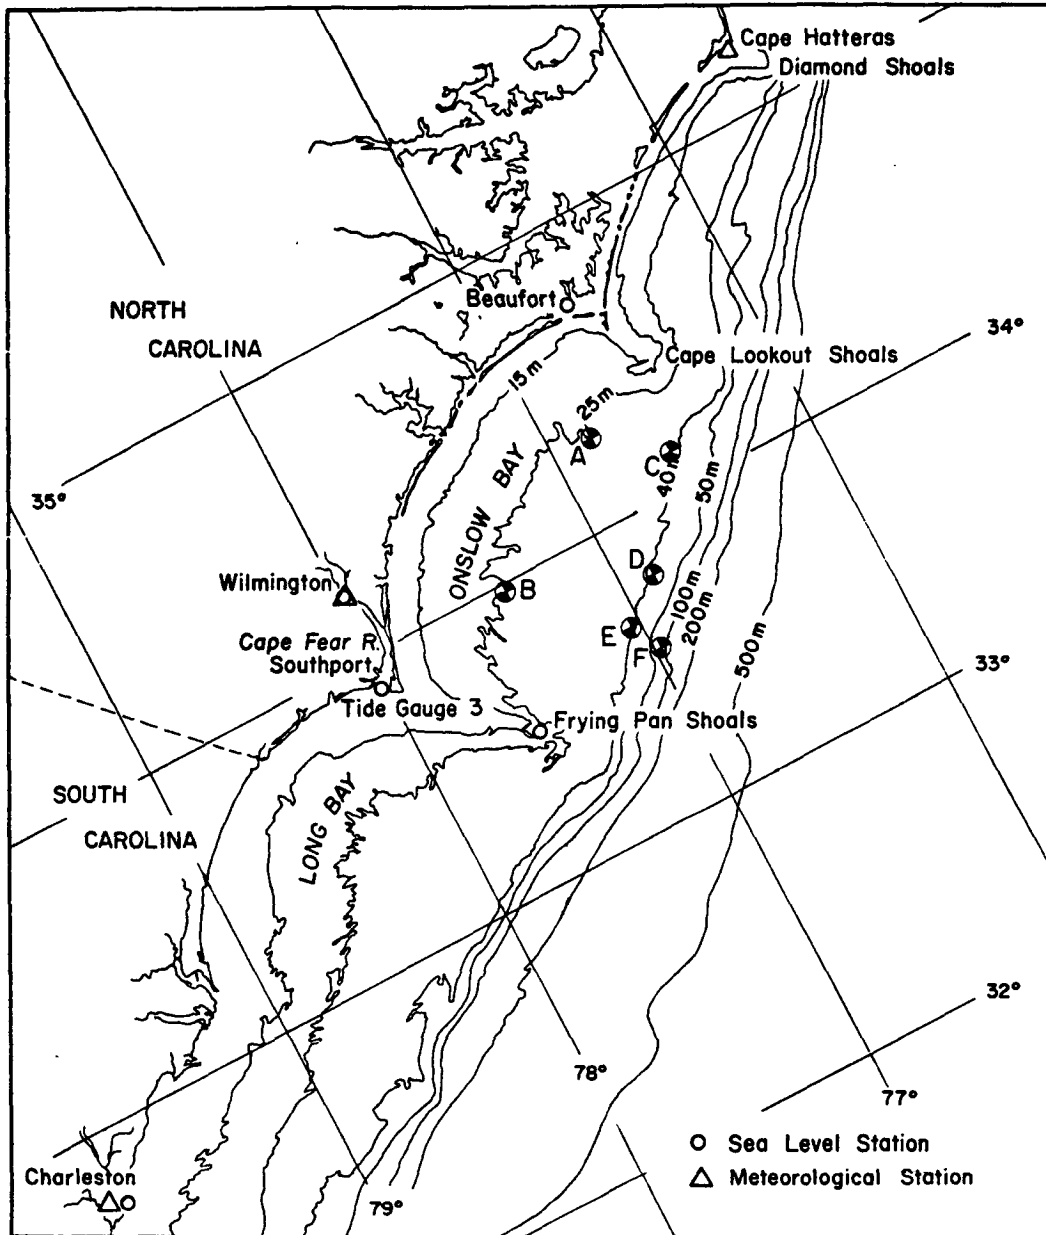 Cape Hatteras
Diamond Shoals
NORTH
CAROLINA
Beaufort
34°
Cape Lookout Shoals
15m
25m
A
C
40m
50m
ONSLOW BAY
35°
Wilmington
B
D
100m
200m
500m
E
F
Cape Fear R.
Southport
Tide Gauge 3
33°
Frying Pan Shoals
SOUTH
CAROLINA
LONG BAY
32°
78°
77°
Sea Level Station
Meteorological Station
Charleston
79°